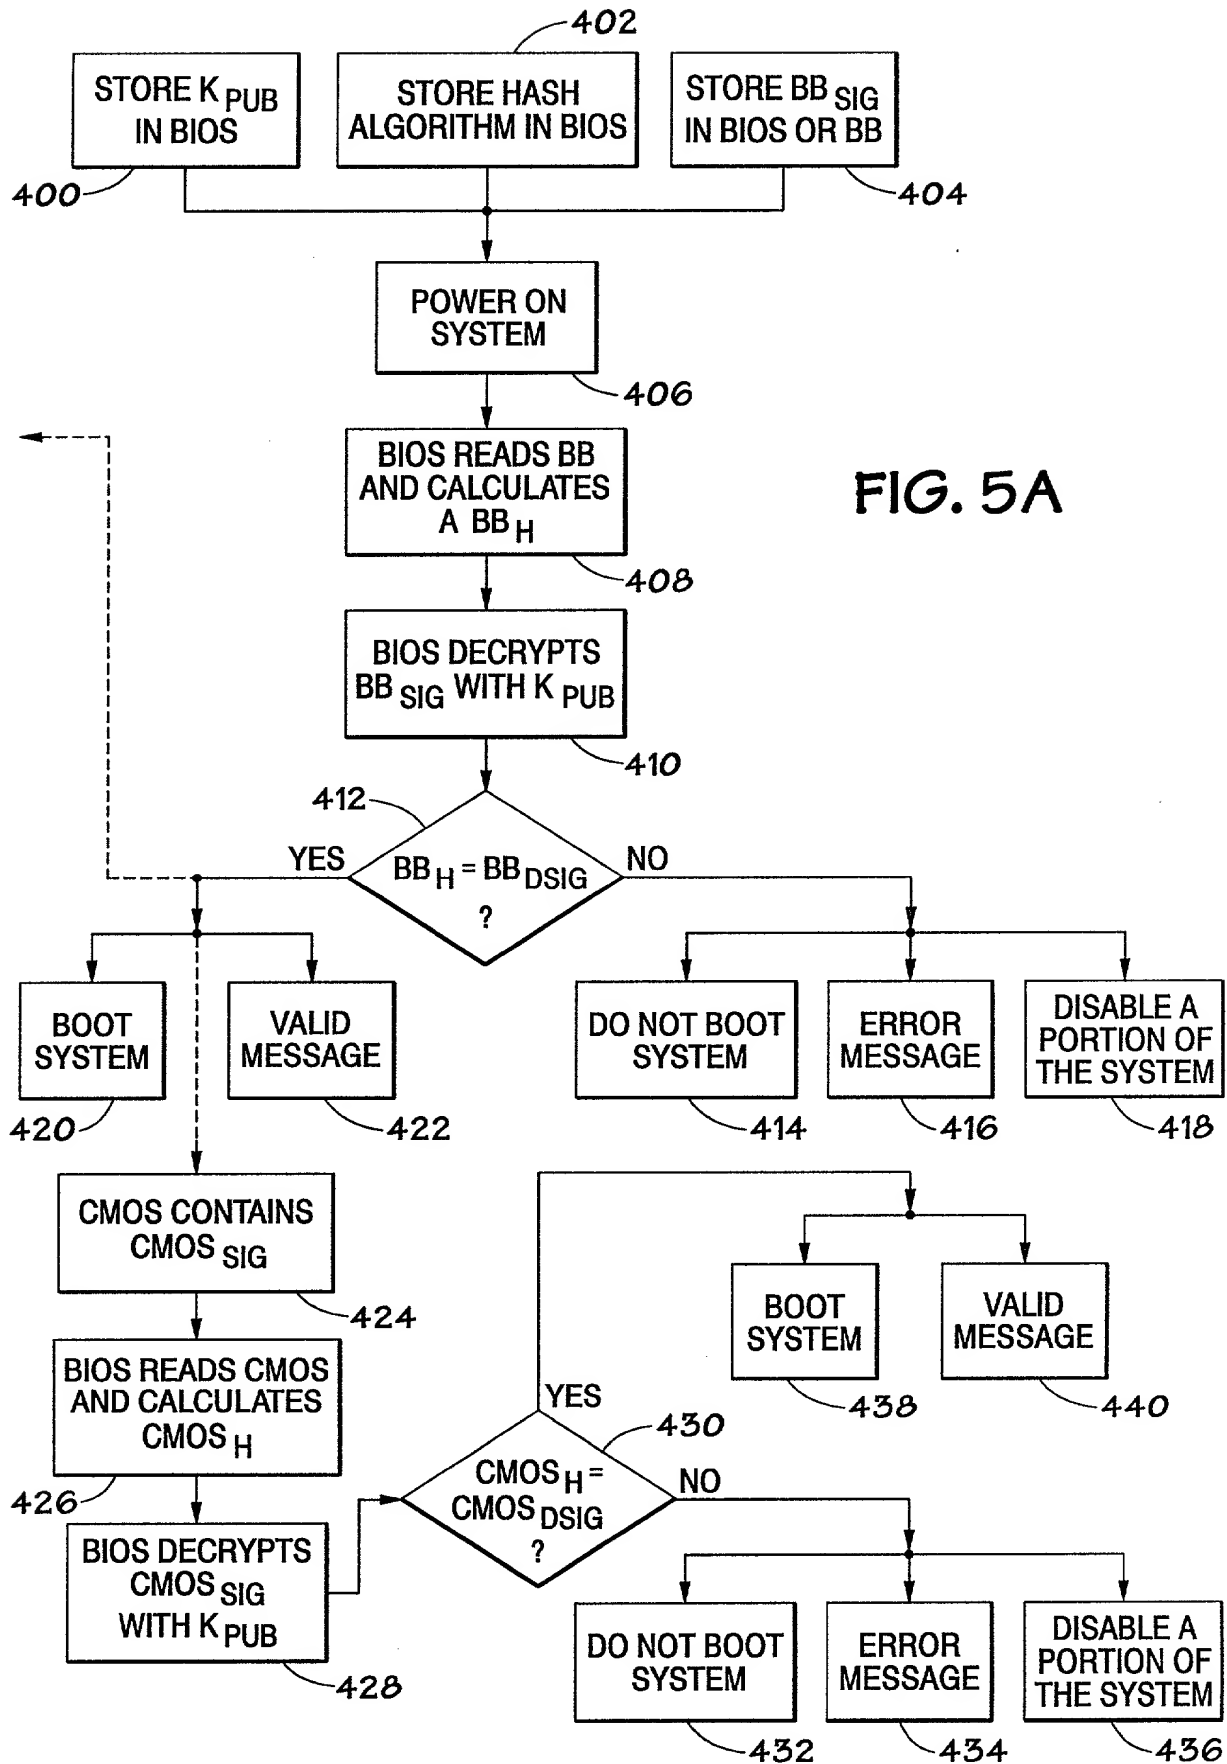 402
STORE K PUB
IN BIOS
400
STORE HASH
ALGORITHM IN BIOS
STORE BB SIG
IN BIOS OR BB
404
POWER ON
SYSTEM
406
BIOS READS BB
AND CALCULATES
A BB H
408
FIG. 5A
BIOS DECRYPTS
BB SIG WITH K PUB
410
412
YES
BB H = BB DSIG
?
NO
BOOT
SYSTEM
420
VALID
MESSAGE
422
DO NOT BOOT
SYSTEM
414
ERROR
MESSAGE
416
DISABLE A
PORTION OF
THE SYSTEM
418
CMOS CONTAINS
CMOS SIG
424
BIOS READS CMOS
AND CALCULATES
CMOS H
426
BIOS DECRYPTS
CMOS SIG
WITH K PUB
428
YES
430
CMOS H =
CMOS DSIG
?
NO
BOOT
SYSTEM
438
VALID
MESSAGE
440
DO NOT BOOT
SYSTEM
432
ERROR
MESSAGE
434
DISABLE A
PORTION OF
THE SYSTEM
436